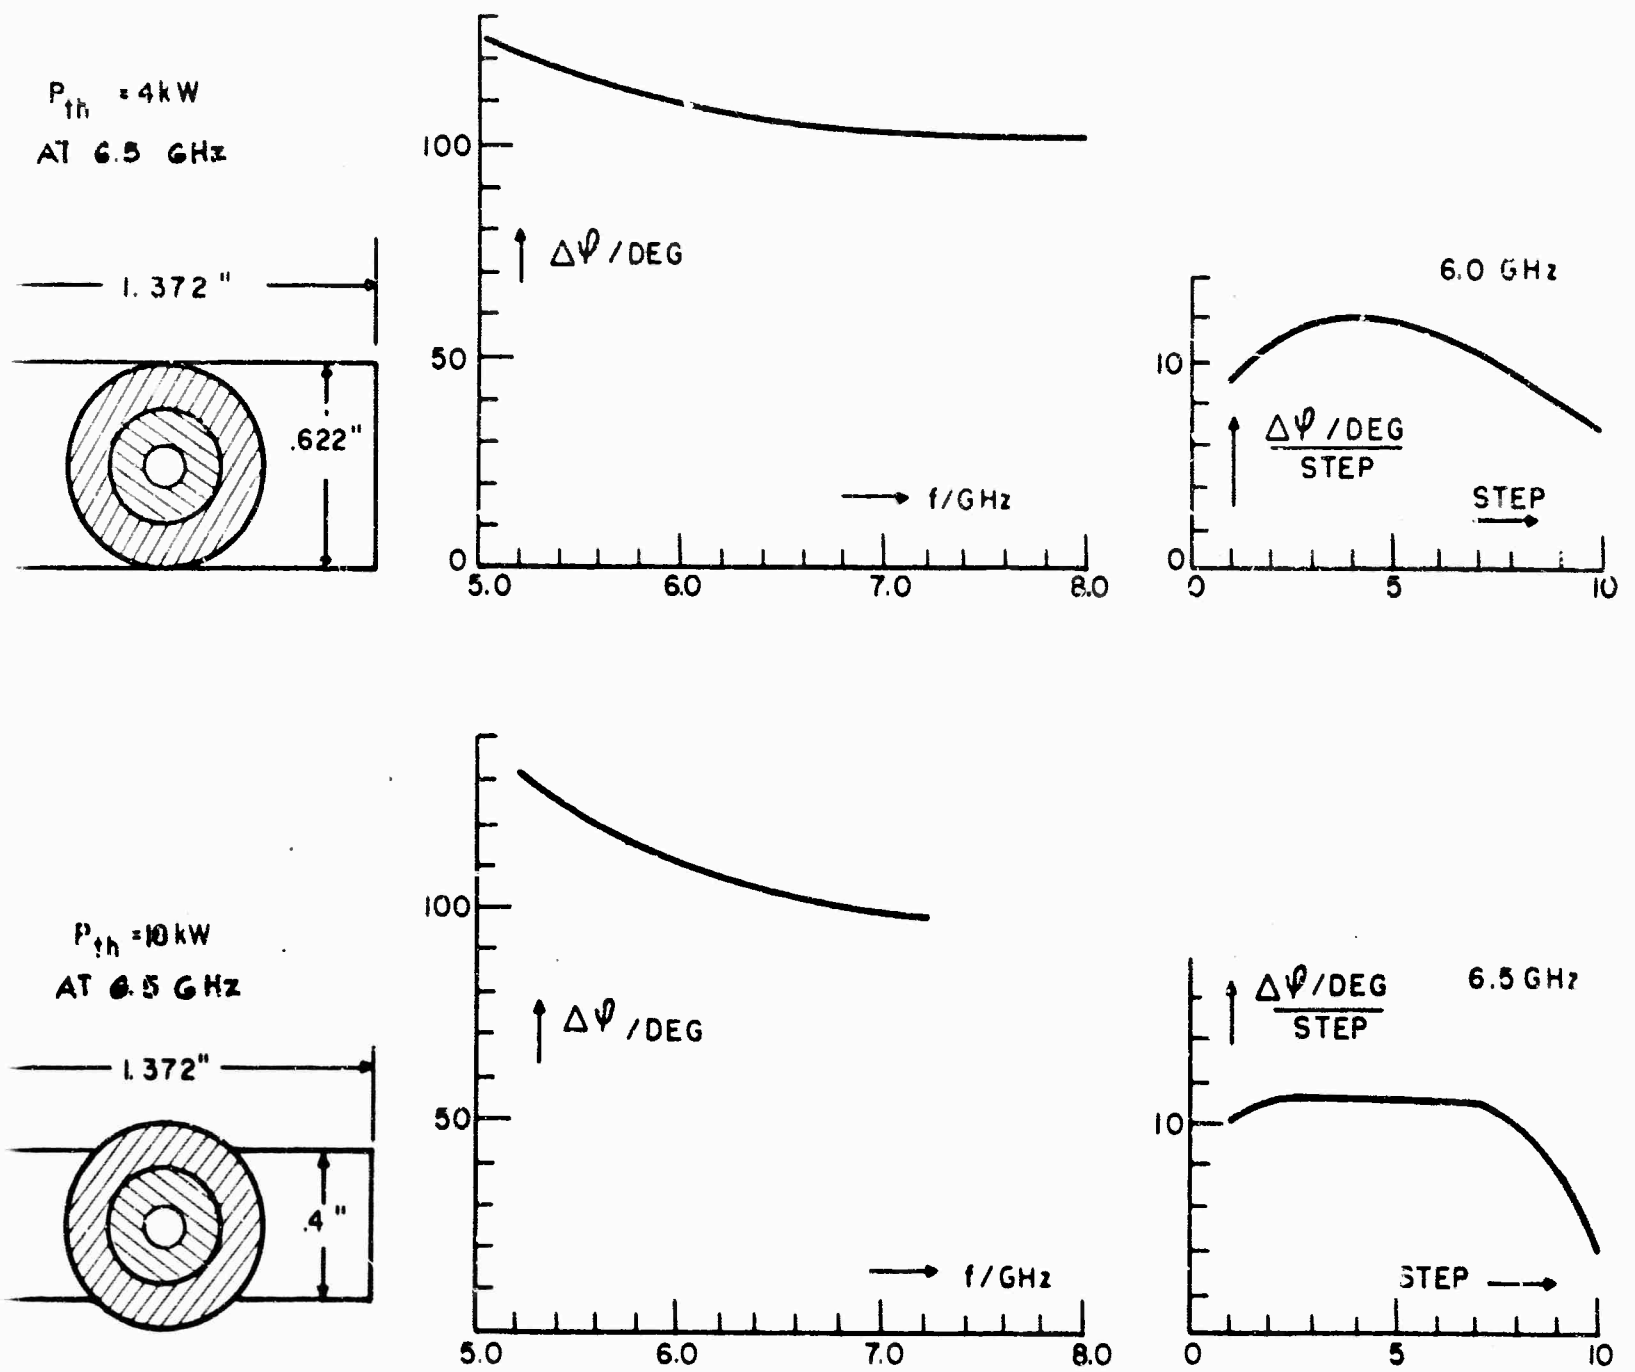 P_th = 4kW
AT 6.5 GHz
1.372"
.622"
100
50
0
Δφ/DEG
f/GHz
5.0 6.0 7.0 8.0
6.0 GHz
10
0
Δφ/DEG
STEP
STEP
0 5 10
P_th = 10 kW
AT 6.5 GHz
1.372"
.4"
100
50
Δφ/DEG
f/GHz
5.0 6.0 7.0 8.0
Δφ/DEG
STEP
6.5 GHz
10
STEP
0 5 10